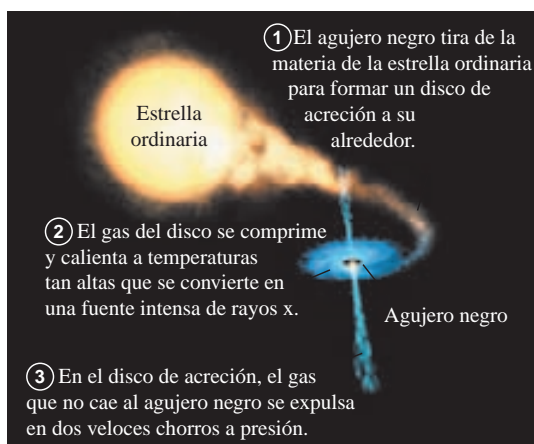 1 El agujero negro tira de la
materia de la estrella ordinaria
para formar un disco de
acreción a su
alrededor.
Estrella
ordinaria
2 El gas del disco se comprime
y calienta a temperaturas
tan altas que se convierte en
una fuente intensa de rayos x.
Agujero negro
3 En el disco de acreción, el gas
que no cae al agujero negro se expulsa
en dos veloces chorros a presión.